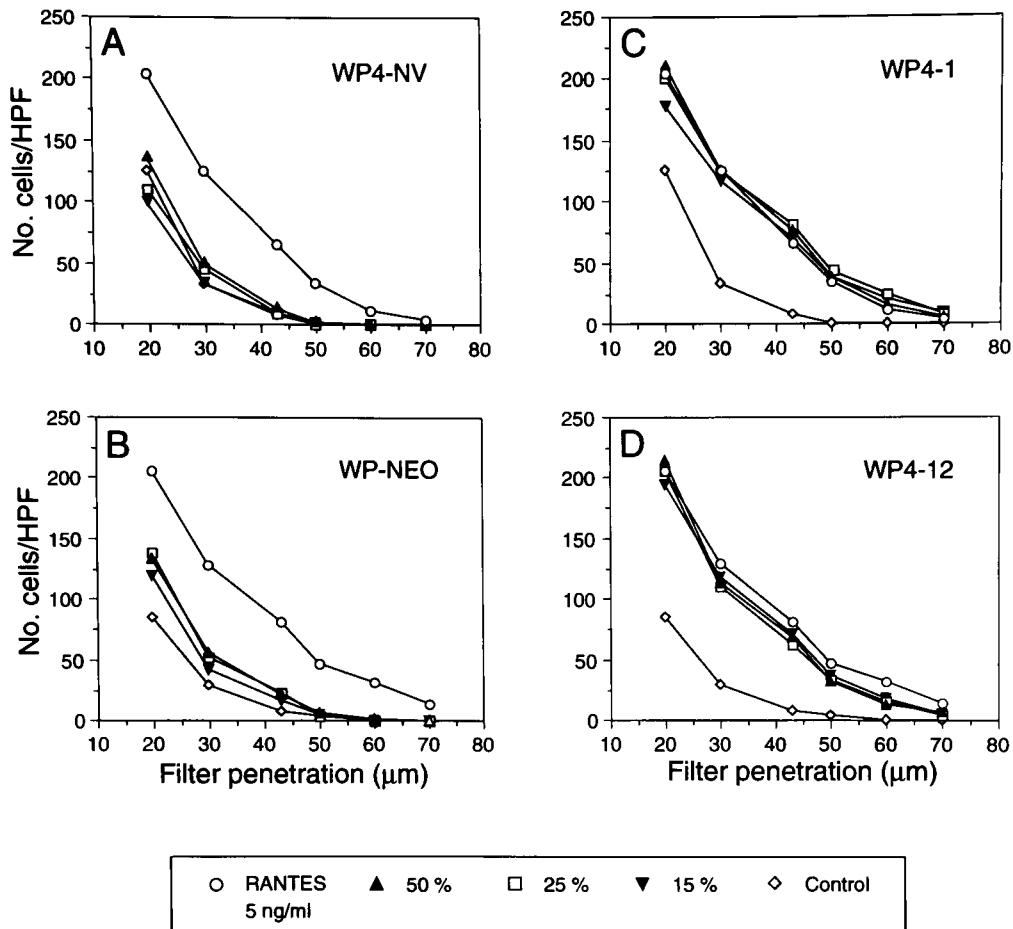 A
WP4-NV
No. cells/HPF
250
200
150
100
50
0
10 20 30 40 50 60 70 80
C
WP4-1
250
200
150
100
50
0
10 20 30 40 50 60 70 80
B
WP-NEO
No. cells/HPF
250
200
150
100
50
0
10 20 30 40 50 60 70 80
Filter penetration (μm)
D
WP4-12
250
200
150
100
50
0
10 20 30 40 50 60 70 80
Filter penetration (μm)
RANTES 50 % 25 % 15 % Control
5 ng/ml